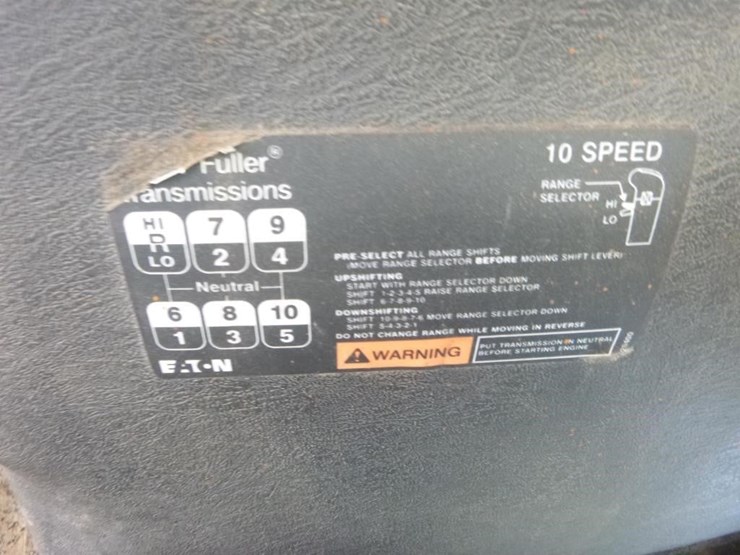 Fuller®
ansmissions
10 SPEED
RANGE
SELECTOR
HI
LO
HI
R
LO
7
2
9
4
Neutral
6
1
8
3
10
5
EAT•N
PRE-SELECT ALL RANGE SHIFTS
(MOVE RANGE SELECTOR BEFORE MOVING SHIFT LEVER)
UPSHIFTING
START WITH RANGE SELECTOR DOWN
SHIFT 1-2-3-4-5 RAISE RANGE SELECTOR
SHIFT 6-7-8-9-10
DOWNSHIFTING
SHIFT 10-9-8-7-6 MOVE RANGE SELECTOR DOWN
SHIFT 5-4-3-2-1
DO NOT CHANGE RANGE WHILE MOVING IN REVERSE
WARNING
PUT TRANSMISSION IN NEUTRAL
BEFORE STARTING ENGINE